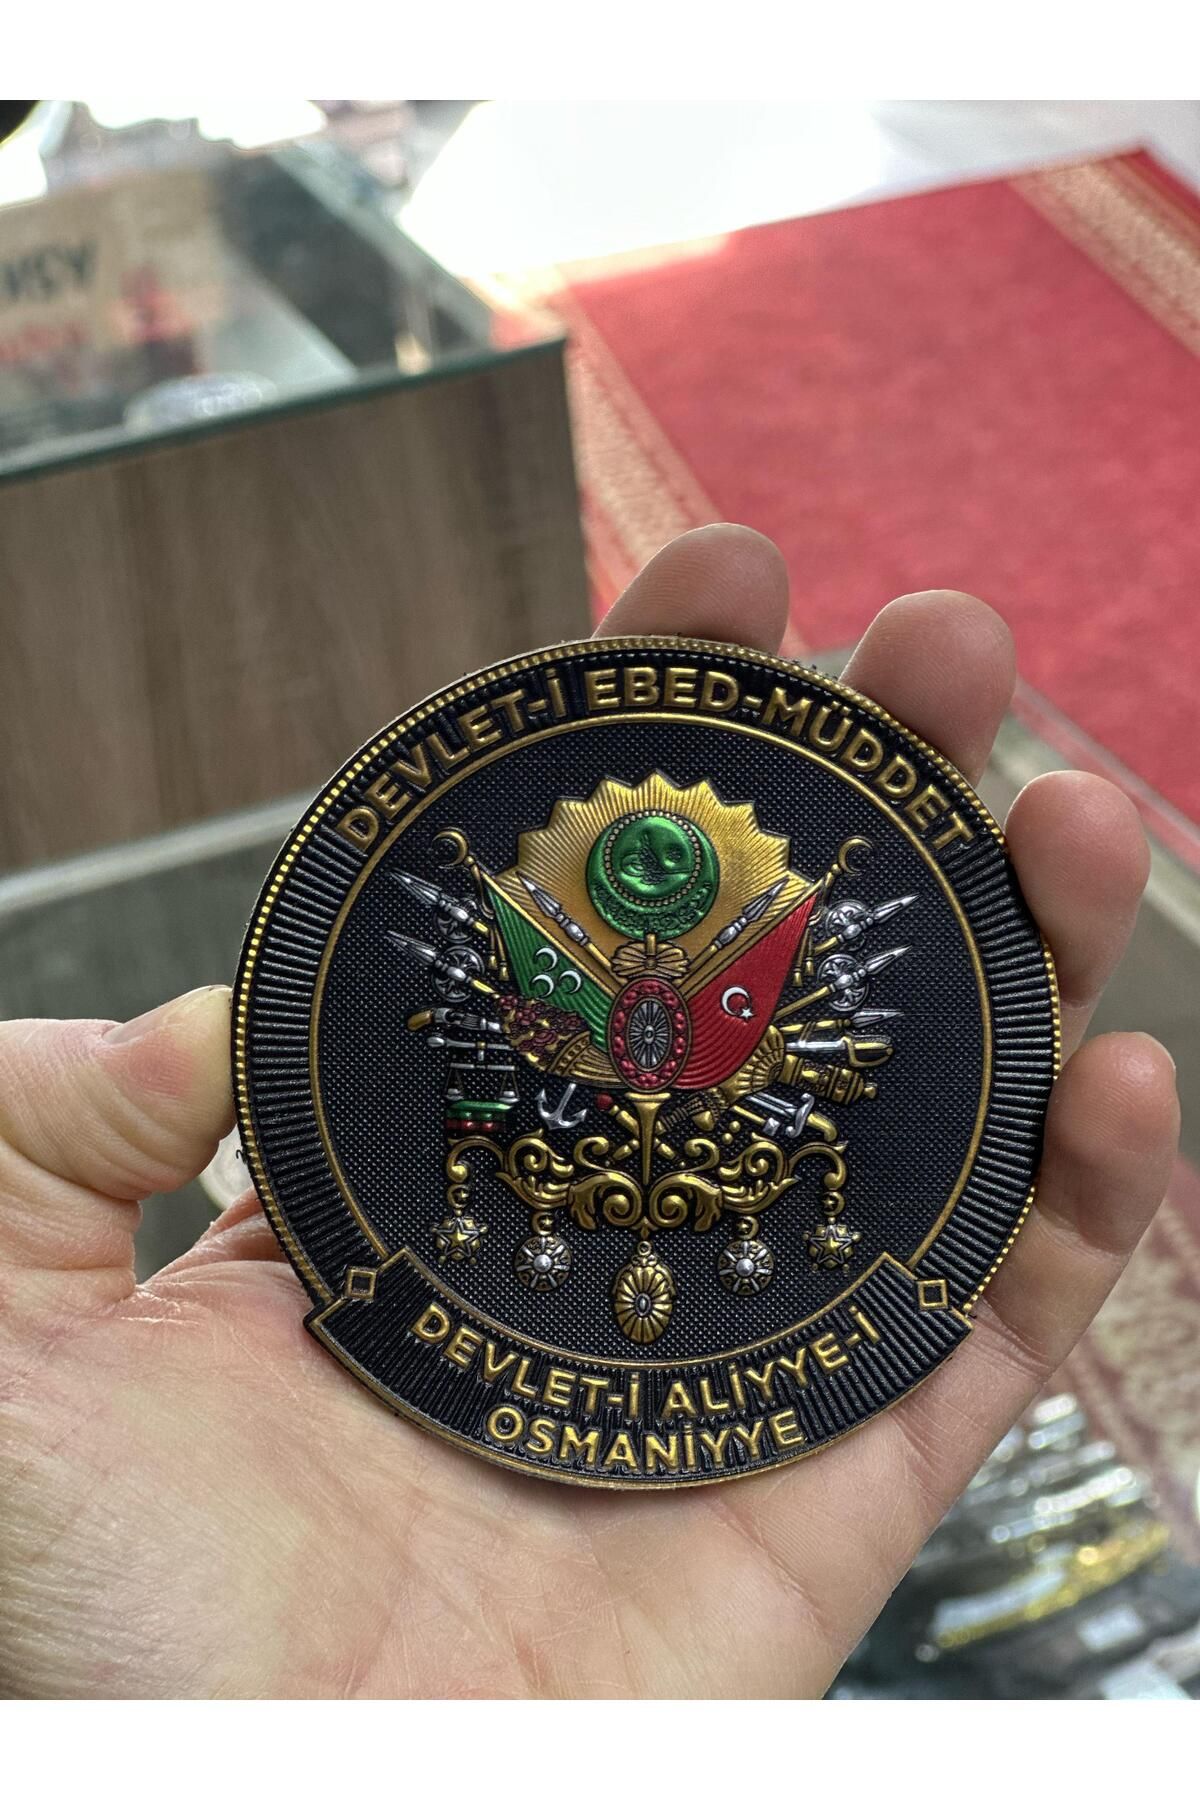 DEVLET-İ EBED-MÜDDET
DEVLET-İ ALİYYE-İ
OSMANİYYE